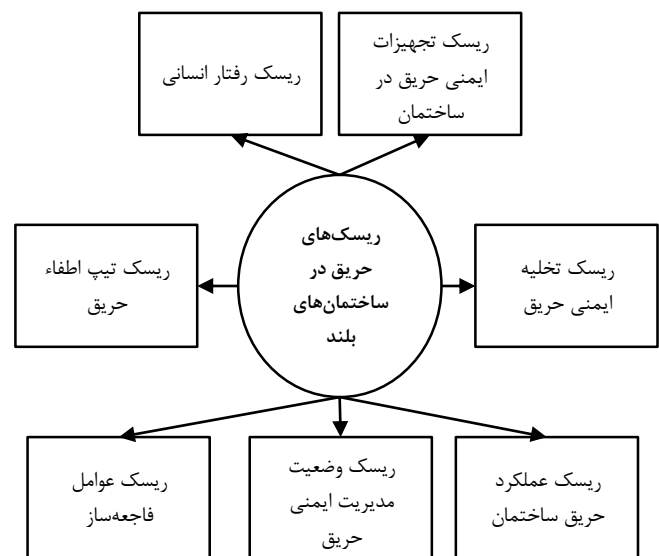 ریسک تجهیزات
ایمنی حریق در
ساختمان
ریسک رفتار انسانی
ریسک‌های
حریق در
ساختمان‌های
بلند
ریسک تخلیه
ایمنی حریق
ریسک تیپ اطفاء
حریق
ریسک عملکرد
حریق ساختمان
ریسک وضعیت
مدیریت ایمنی
حریق
ریسک عوامل
فاجعه‌ساز